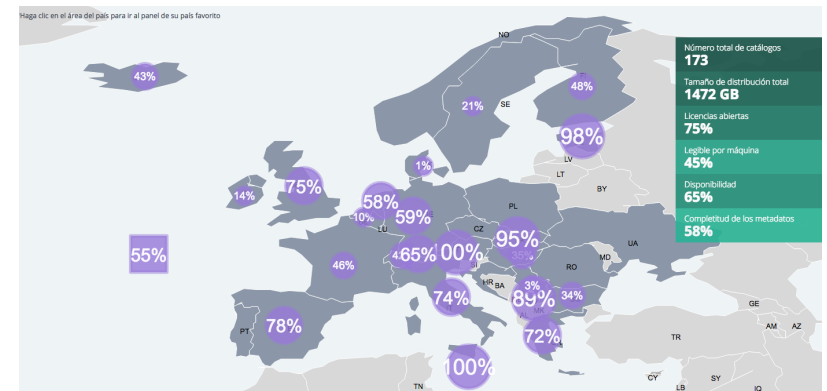 *Haga clic en el área del país para ir al panel de su país favorito
NO
43%
Número total de catálogos
173
Tamaño de distribución total
1472 GB
Licencias abiertas
75%
Legible por máquina
45%
Disponibilidad
65%
Completitud de los metadatos
58%
48%
21%
SE
98%
LV
LT
BY
1%
75%
14%
58%
10%
59%
LU
PL
CZ
95%
35%
UA
MD
55%
46%
65%
100%
RO
HR
BA
74%
3%
89%
34%
MK
AL
GE
AM
AZ
PT
78%
72%
TR
100%
TN
CY
SY
LB
IQ